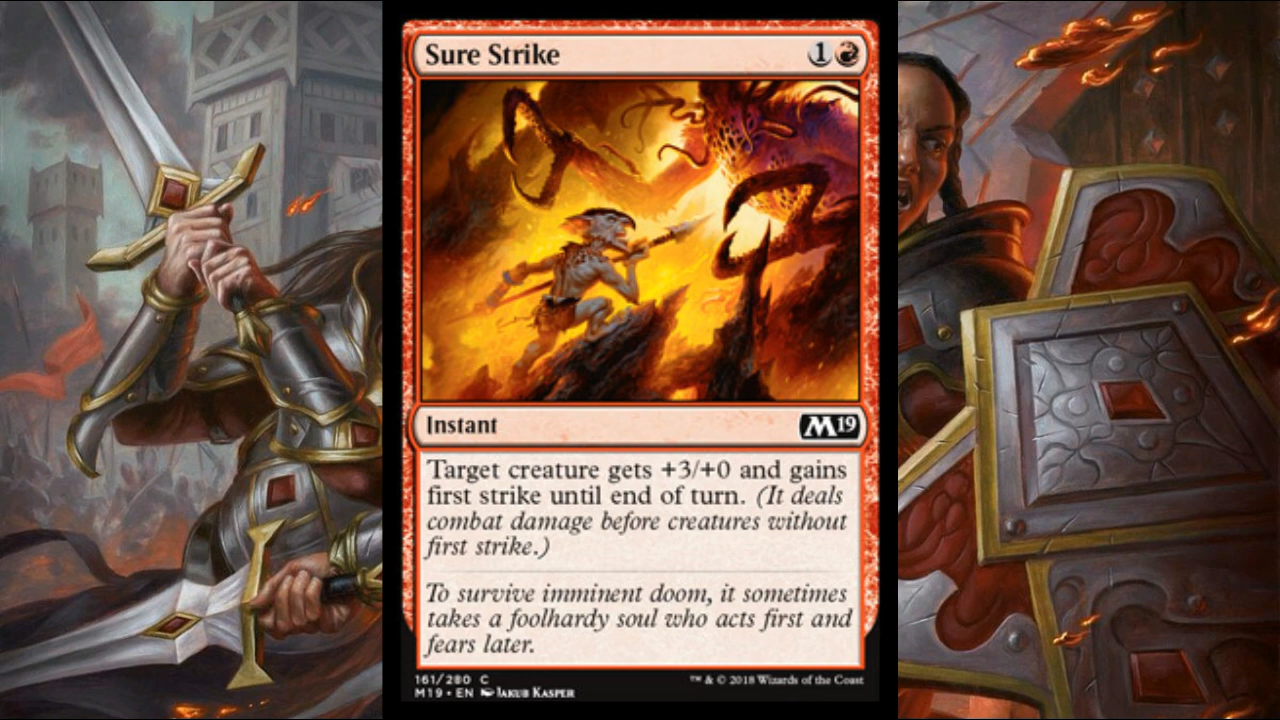 Sure Strike 1
Instant M19
Target creature gets +3/+0 and gains
first strike until end of turn. (It deals
combat damage before creatures without
first strike.)
To survive imminent doom, it sometimes
takes a foolhardy soul who acts first and
fears later.
161/280 C
M19 • EN Jakub Kasper
™ & © 2018 Wizards of the Coast